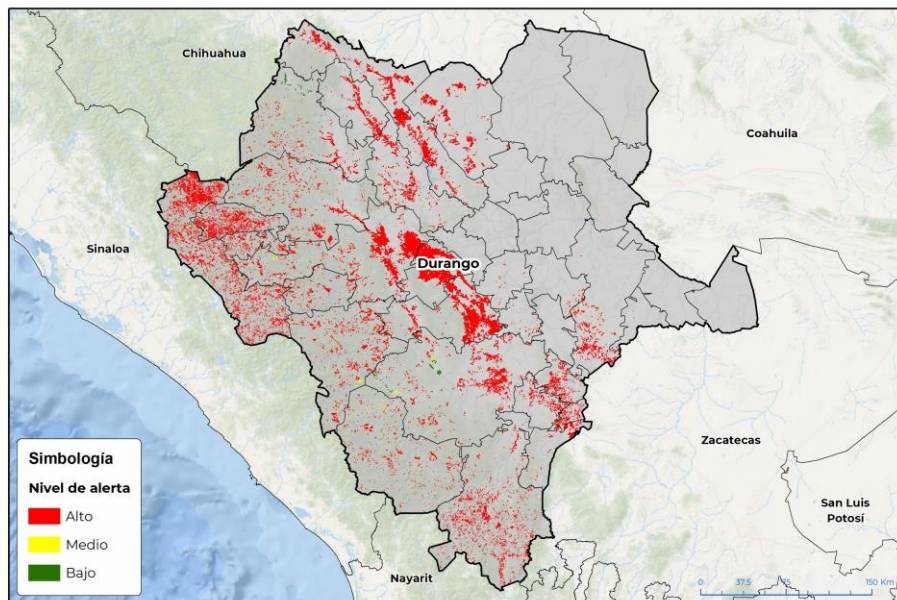 Chihuahua
Coahuila
Sinaloa
Durango
Zacatecas
San Luis
Potosí
Nayarit
Simbología
Nivel de alerta
Alto
Medio
Bajo
0 37.5 75 150 Km